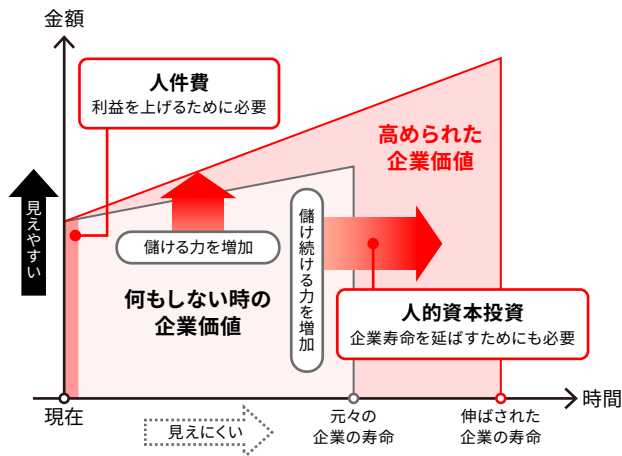 金額
人件費
利益を上げるために必要
高められた
企業価値
見えやすい
儲ける力を増加
儲け続ける力を増加
何もしない時の
企業価値
人的資本投資
企業寿命を延ばすためにも必要
時間
現在
見えにくい
元々の
企業の寿命
伸ばされた
企業の寿命